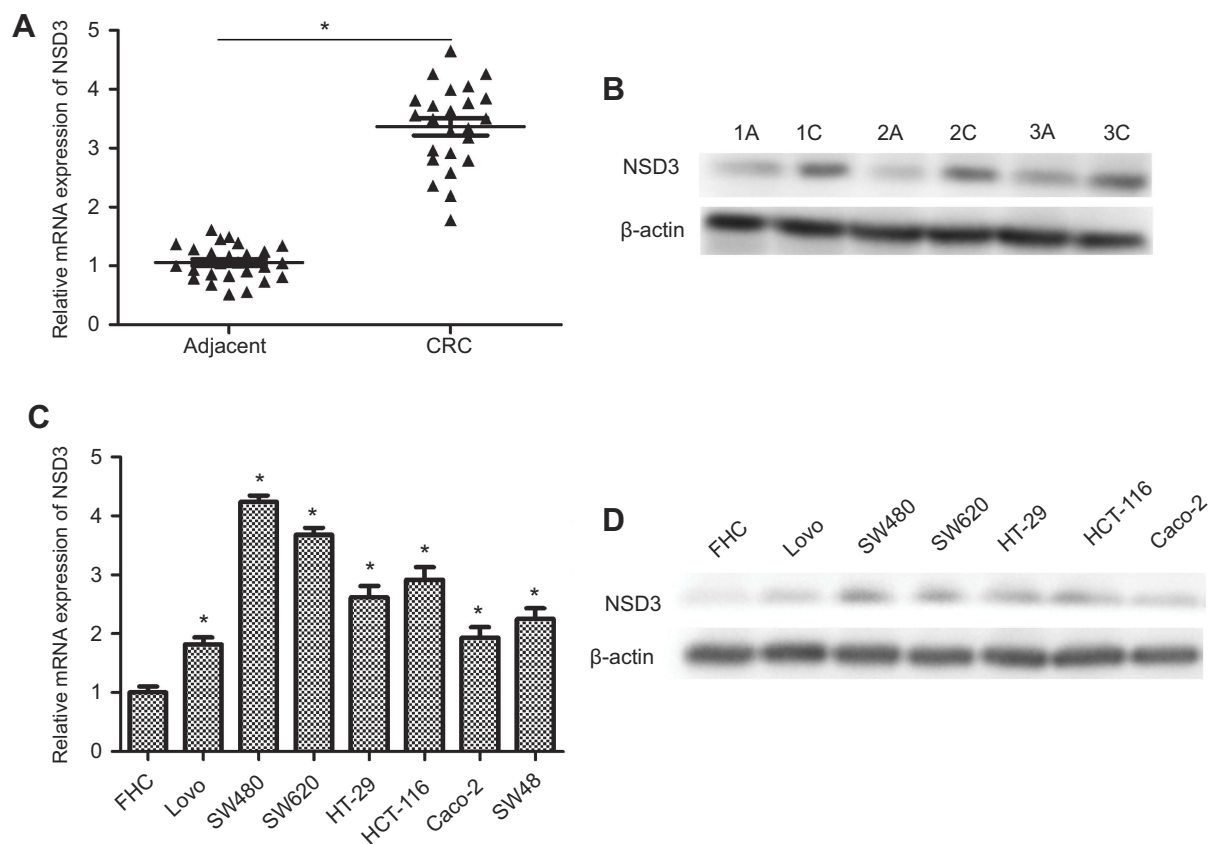 A
Relative mRNA expression of NSD3
5
4
3
2
1
0
*
Adjacent CRC
B
1A 1C 2A 2C 3A 3C
NSD3
β-actin
C
Relative mRNA expression of NSD3
5
4
3
2
1
0
* * * * * * *
FHC Lovo SW480 SW620 HT-29 HCT-116 Caco-2 SW48
D
FHC Lovo SW480 SW620 HT-29 HCT-116 Caco-2
NSD3
β-actin